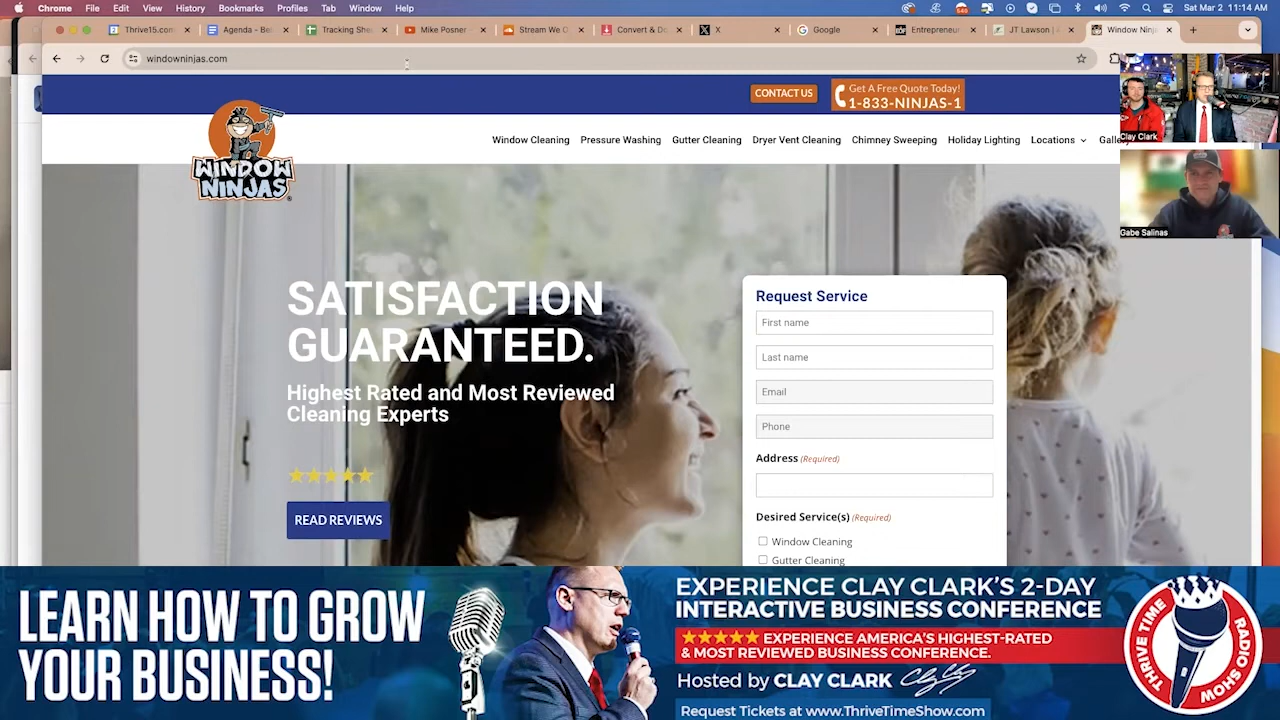 Chrome File Edit View History Bookmarks Profiles Tab Window Help
Sat Mar 2 11:14 AM
Thrive15.com
Agenda - Be
Tracking She
Mike Posner
Stream We O
Convert & Do
X
Google
Entrepreneur
JT Lawson |
Window Ninja
windowninjas.com
CONTACT US
Get A Free Quote Today!
1-833-NINJAS-1
WINDOW
NINJAS
Window Cleaning Pressure Washing Gutter Cleaning Dryer Vent Cleaning Chimney Sweeping Holiday Lighting Locations Gallery
Clay Clark
Gabe Salinas
SATISFACTION
GUARANTEED.
Highest Rated and Most Reviewed
Cleaning Experts
READ REVIEWS
Request Service
First name
Last name
Email
Phone
Address (Required)
Desired Service(s) (Required)
Window Cleaning
Gutter Cleaning
LEARN HOW TO GROW
YOUR BUSINESS!
EXPERIENCE CLAY CLARK'S 2-DAY
INTERACTIVE BUSINESS CONFERENCE
EXPERIENCE AMERICA'S HIGHEST-RATED
& MOST REVIEWED BUSINESS CONFERENCE.
Hosted by CLAY CLARK
Request Tickets at www.ThriveTimeShow.com
THRIVE TIME
RADIO SHOW